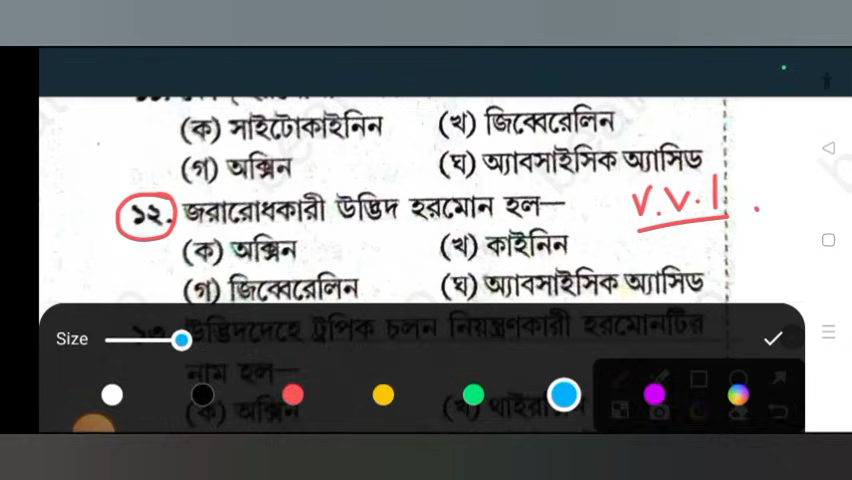 (ক) সাইটোকাইনিন (খ) জিব্বেরেলিন
(গ) অক্সিন (ঘ) অ্যাবসাইসিক অ্যাসিড
১২. জরারোধকারী উদ্ভিদ হরমোন হল— V.V.I.
(ক) অক্সিন (খ) কাইনিন
(গ) জিব্বেরেলিন (ঘ) অ্যাবসাইসিক অ্যাসিড
১৩. উদ্ভিদদেহে ট্রপিক চলন নিয়ন্ত্রণকারী হরমোনটির
Size
নাম হল—
(ক) অক্সিন (খ)